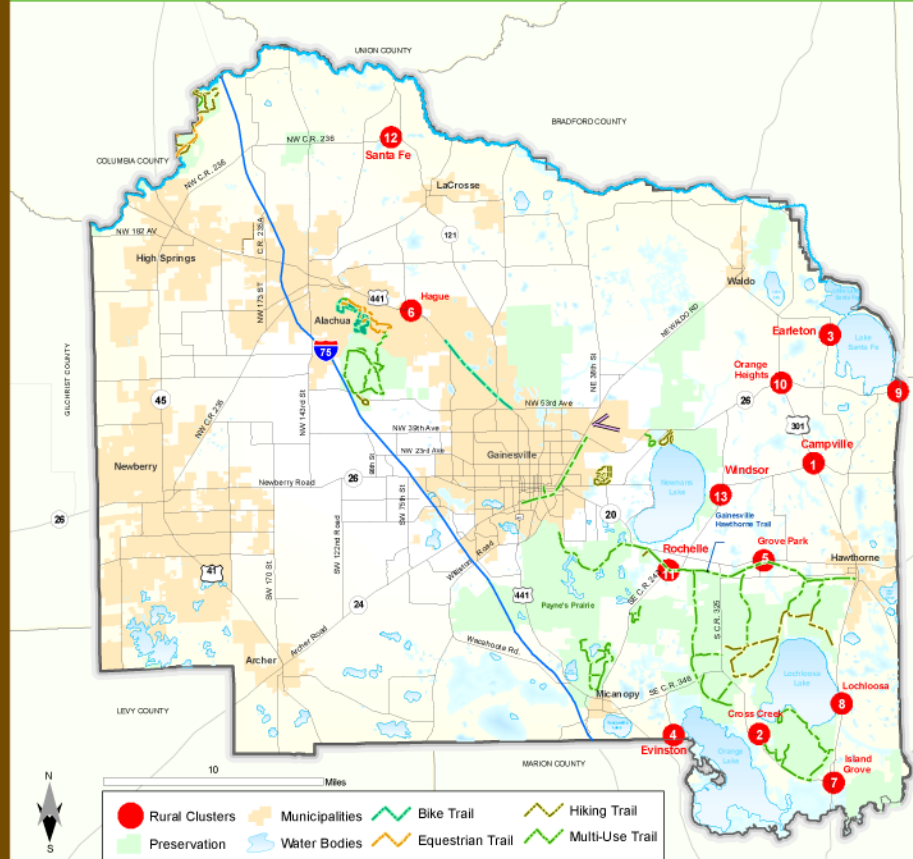 UNION COUNTY
BRADFORD COUNTY
COLUMBIA COUNTY
12
Santa Fe
NW C.R. 236
NW C.R. 236
LaCrosse
NW 182 AV
C.R. 235A
121
High Springs
Waldo
NW 173 ST
441
Hague
6
Alachua
NE WALDO RD
Earleton
3
Lake
Santa Fe
75
NE 38th St
Orange
Heights
10
9
GILCHRIST COUNTY
45
NW C.R. 235
NW 143rd St
NW 53rd Ave
26
301
NW 39th Ave
Campville
1
NW 23rd Ave
Gainesville
Newberry
Newberry Road
26
SW 75th St
Newnans
Lake
Windsor
13
26
20
Gainesville
Hawthorne Trail
SW 122nd Road
Grove Park
5
Rochelle
11
Hawthorne
41
SW 170 St.
Williston Road
24
441
Payne's Prairie
S C.R. 325
Archer Road
Wacahoota Rd.
Archer
SE C.R. 346
Micanopy
Lochloosa
Lake
Lochloosa
8
LEVY COUNTY
Cross Creek
2
4
Evinston
Orange
Lake
MARION COUNTY
Island
Grove
7
N
S
10
Miles
Rural Clusters
Municipalities
Bike Trail
Hiking Trail
Preservation
Water Bodies
Equestrian Trail
Multi-Use Trail